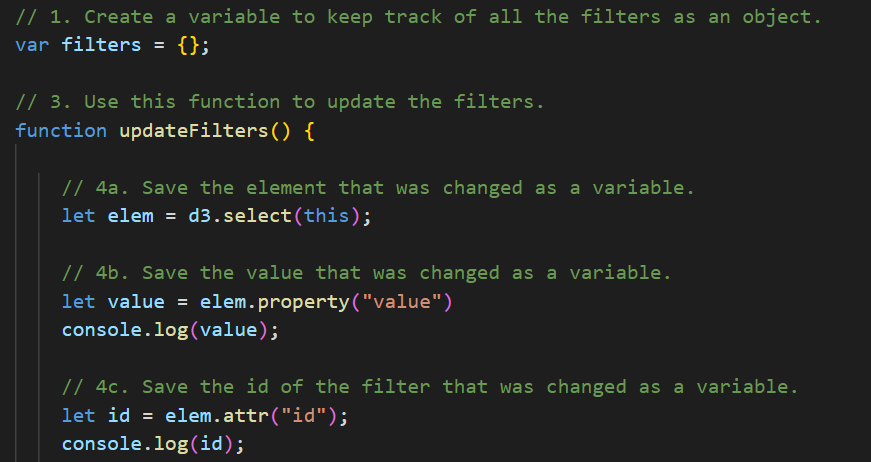 // 1. Create a variable to keep track of all the filters as an object.
var filters = {};
// 3. Use this function to update the filters.
function updateFilters() {
// 4a. Save the element that was changed as a variable.
let elem = d3.select(this);
// 4b. Save the value that was changed as a variable.
let value = elem.property("value")
console.log(value);
// 4c. Save the id of the filter that was changed as a variable.
let id = elem.attr("id");
console.log(id);